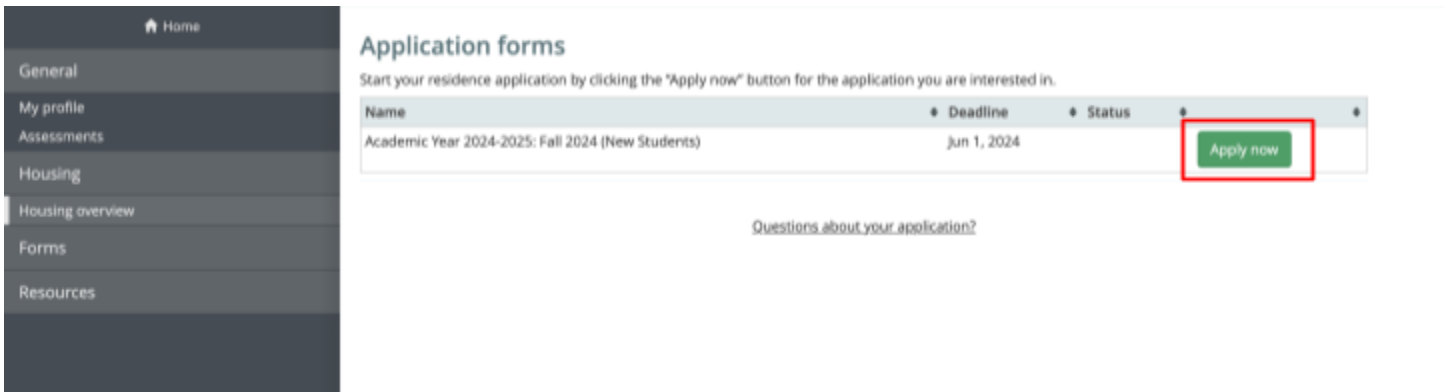 Home
General
My profile
Assessments
Housing
Housing overview
Forms
Resources
Application forms
Start your residence application by clicking the "Apply now" button for the application you are interested in.
Name Deadline Status
Academic Year 2024-2025: Fall 2024 (New Students) Jun 1, 2024 Apply now
Questions about your application?